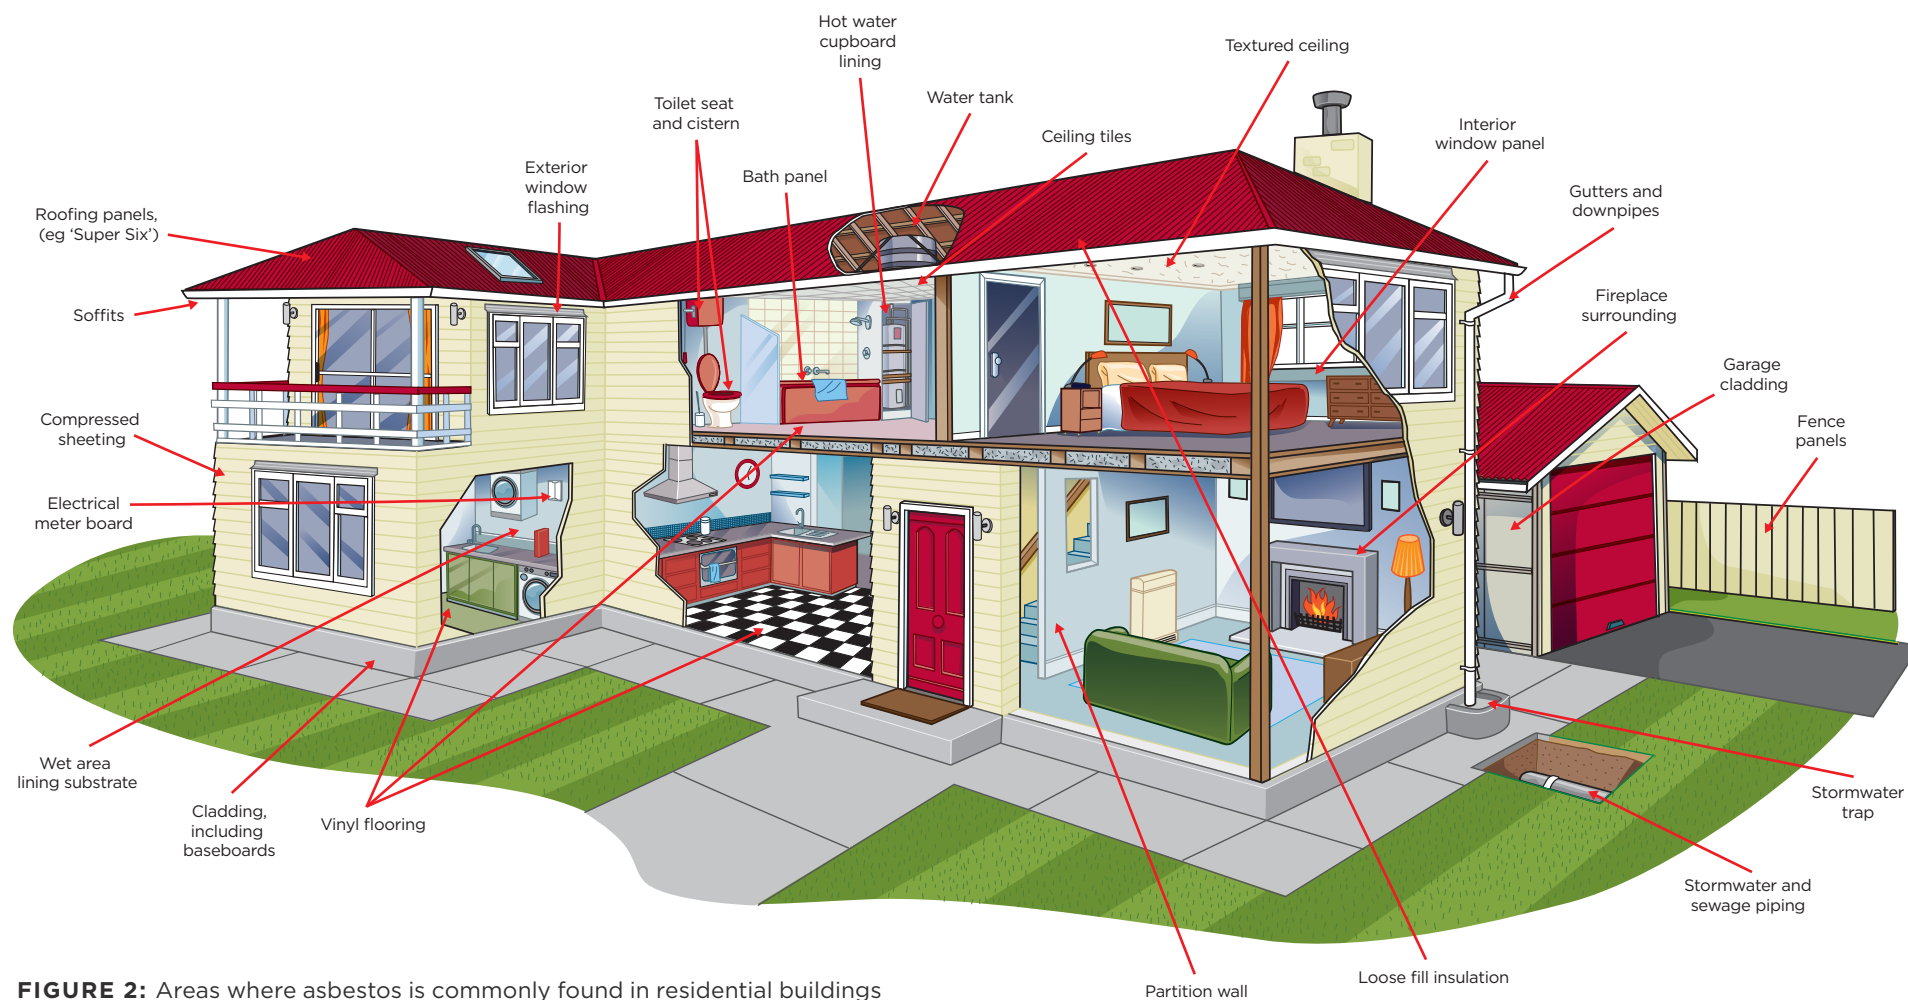 Hot water
cupboard
lining
Textured ceiling
Toilet seat
and cistern
Water tank
Ceiling tiles
Interior
window panel
Exterior
window
flashing
Bath panel
Gutters and
downpipes
Roofing panels,
(eg ‘Super Six’)
Soffits
Fireplace
surrounding
Garage
cladding
Compressed
sheeting
Fence
panels
Electrical
meter board
Wet area
lining substrate
Cladding,
including
baseboards
Vinyl flooring
Stormwater
trap
Stormwater and
sewage piping
Loose fill insulation
Partition wall
FIGURE 2: Areas where asbestos is commonly found in residential buildings